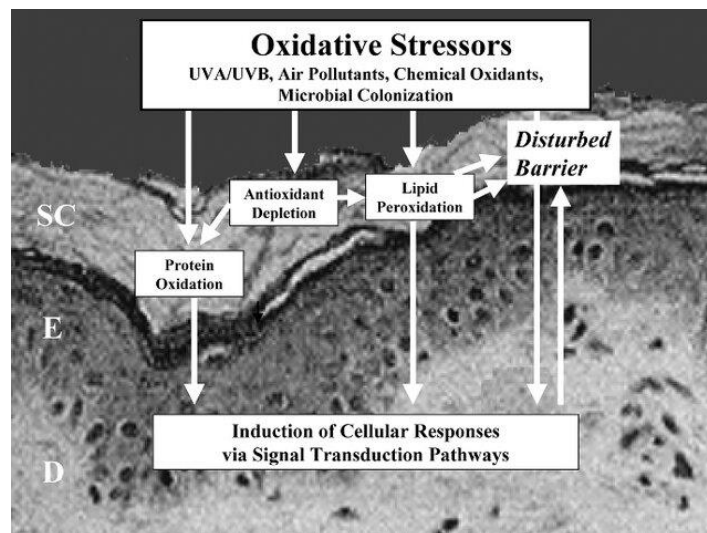 Oxidative Stressors
UVA/UVB, Air Pollutants, Chemical Oxidants,
Microbial Colonization
Disturbed
Barrier
Antioxidant
Depletion
Lipid
Peroxidation
SC
Protein
Oxidation
E
Induction of Cellular Responses
via Signal Transduction Pathways
D